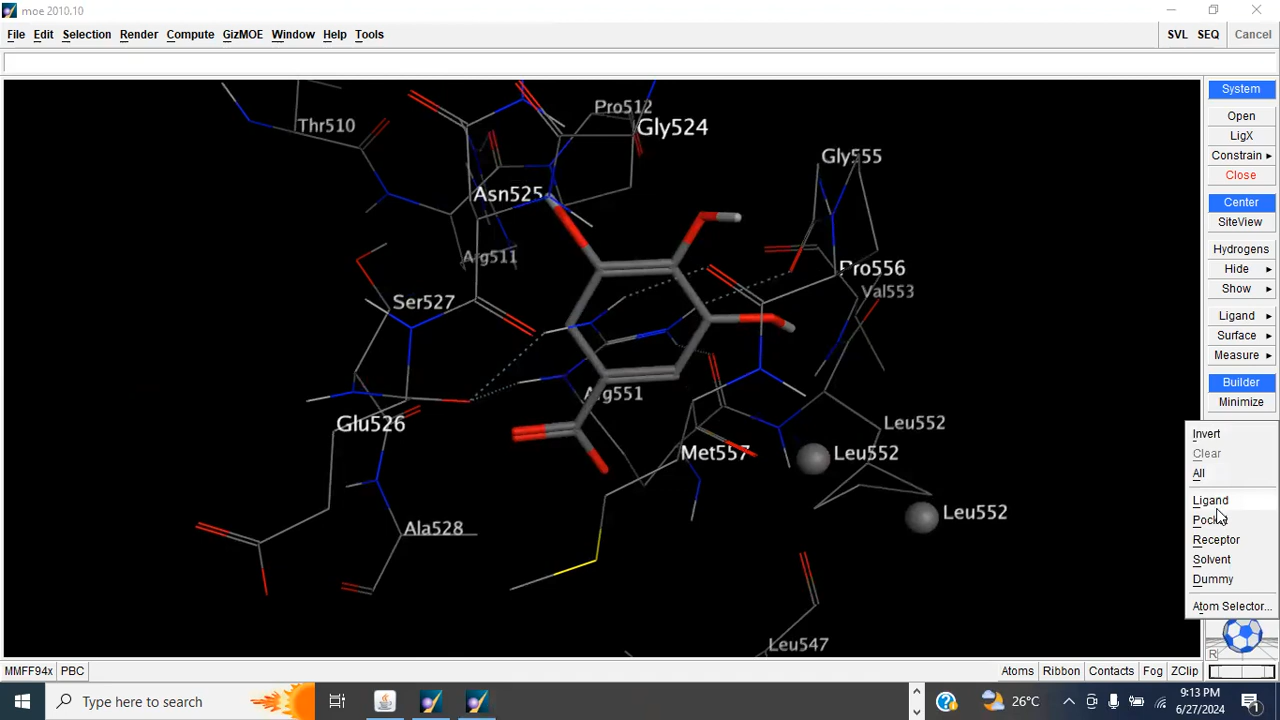 moe 2010.10
File Edit Selection Render Compute GizMOE Window Help Tools SVL SEQ Cancel
System
Open
LigX
Constrain
Close
Center
SiteView
Hydrogens
Hide
Show
Ligand
Surface
Measure
Builder
Minimize
Invert
Clear
All
Ligand
Pocket
Receptor
Solvent
Dummy
Atom Selector...
R
Thr510
Pro512
Gly524
Gly555
Asn525
Arg511
Pro556
Val553
Ser527
Arg551
Glu526
Leu552
Met557
Leu552
Leu552
Ala528
Leu547
MMFF94x PBC Atoms Ribbon Contacts Fog ZClip
Type here to search
26°C
9:13 PM
6/27/2024
1